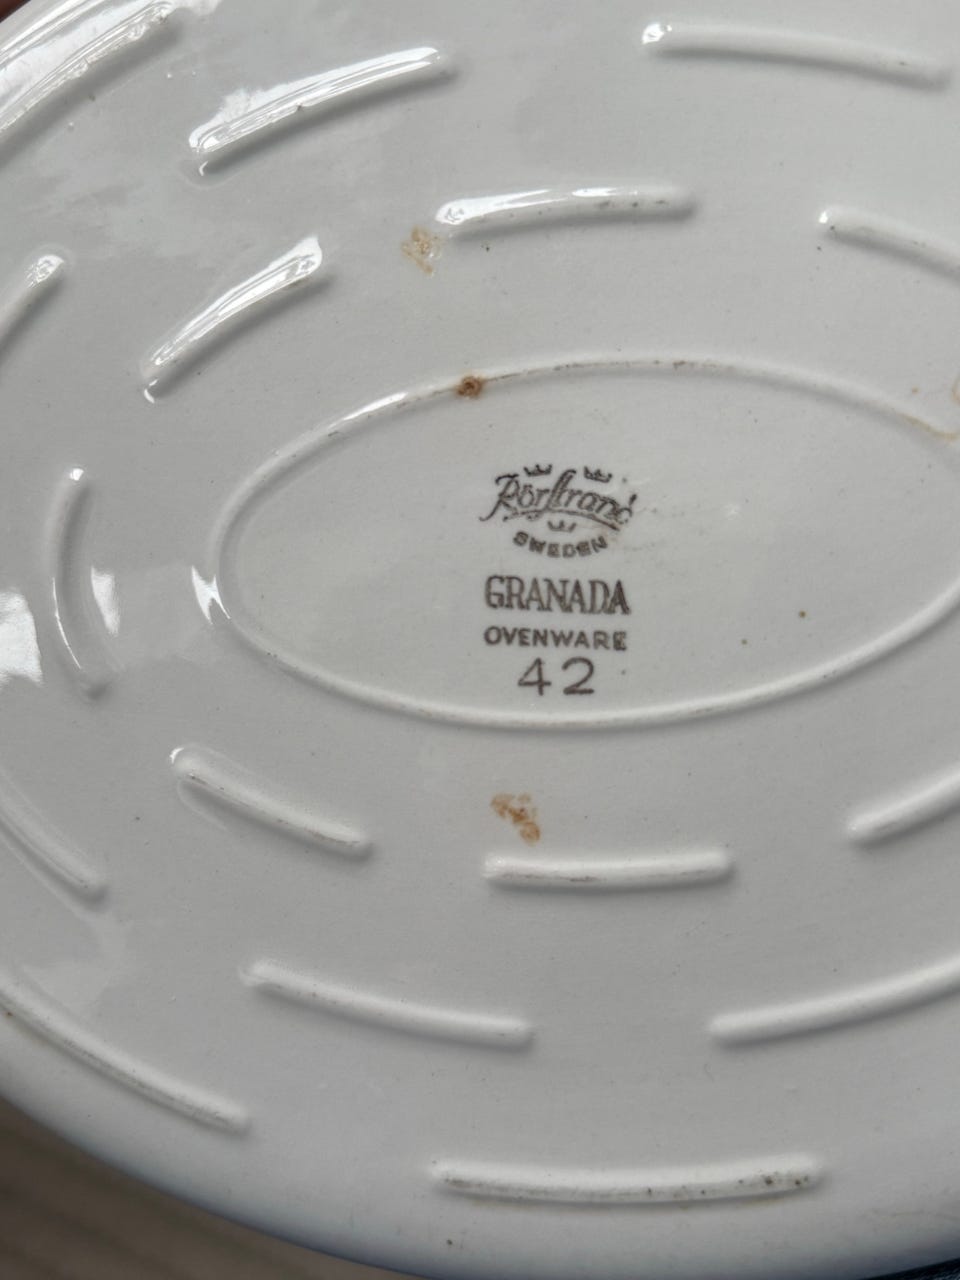 Rörstrand
SWEDEN
GRANADA
OVENWARE
42